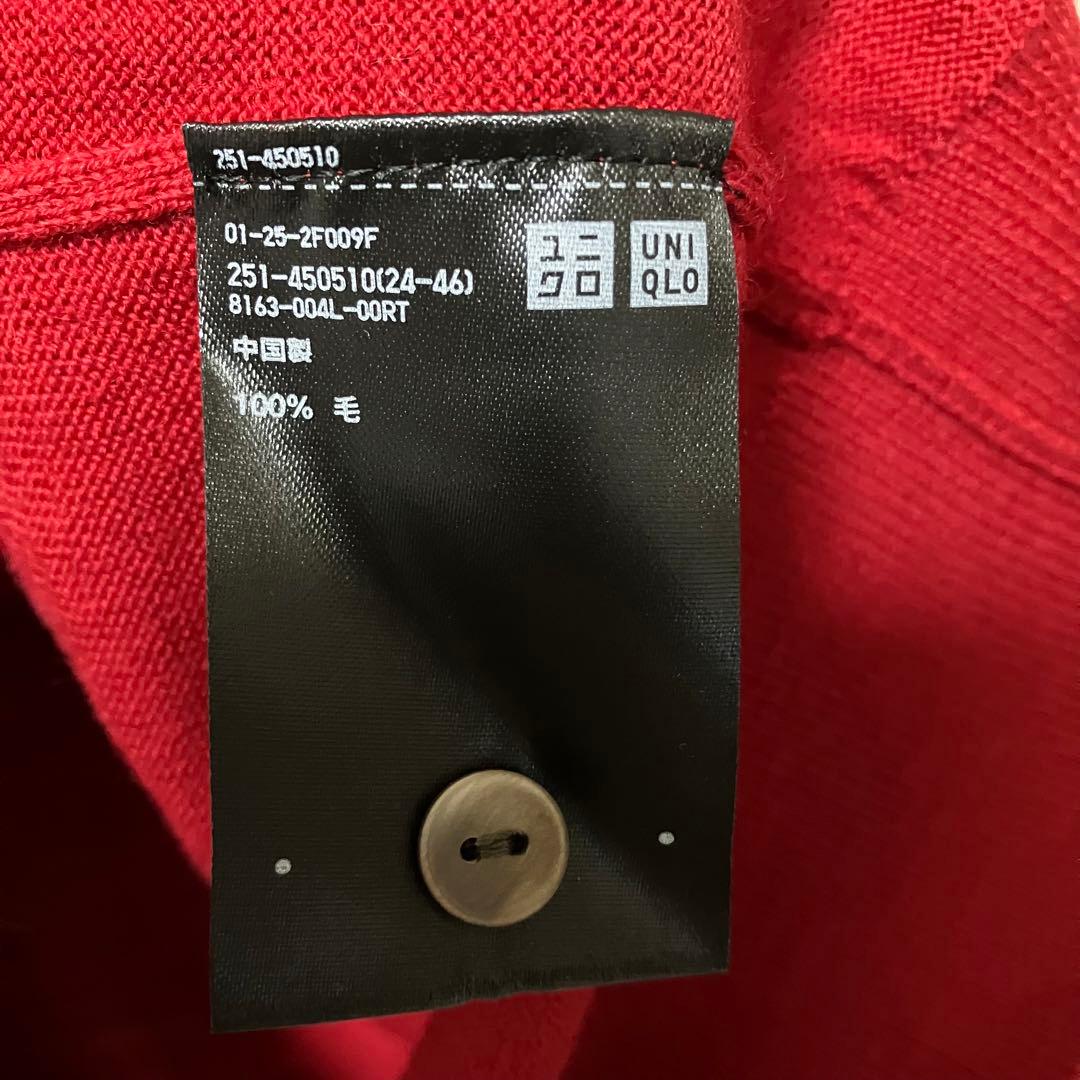 251-450510
01-25-2F009F
251-450510(24-46)
8163-004L-00RT
中国製
100% 毛
ユニ
クロ
UNI
QLO